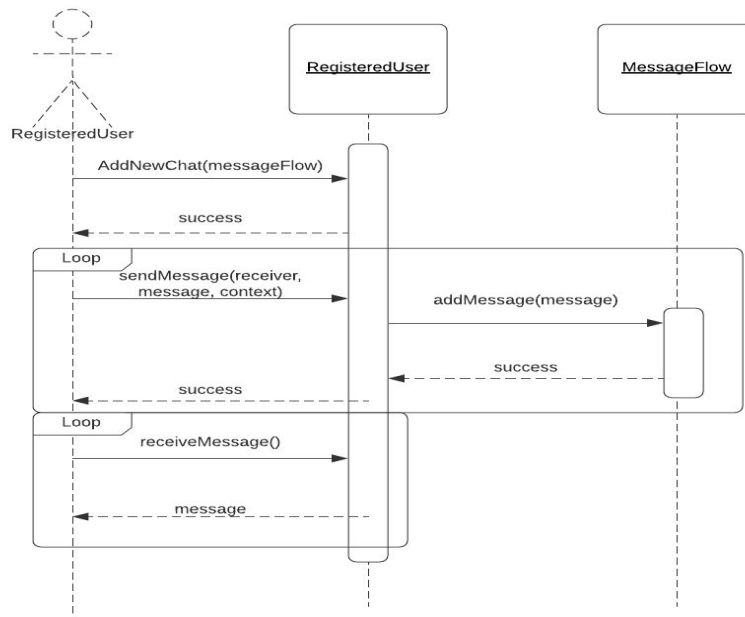 RegisteredUser
MessageFlow
RegisteredUser
AddNewChat(messageFlow)
success
Loop
sendMessage(receiver,
message, context)
addMessage(message)
success
success
Loop
receiveMessage()
message